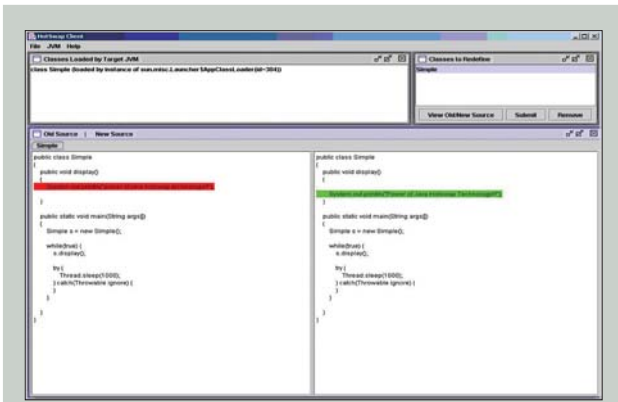 HotSwap Client
File JVM Help
Classes Loaded by Target JVM
class Simple (loaded by instance of sun.misc.Launcher$AppClassLoader(id=384))
Classes to Redefine
Simple
View Old/New Source Submit Remove
Old Source | New Source
Simple
public class Simple
{
public void display()
{
}
public static void main(String args[])
{
Simple s = new Simple();
while(true) {
s.display();
try {
Thread.sleep(1000);
} catch(Throwable ignore) {
}
}
}
}
public class Simple
{
public void display()
{
System.out.println("Power of Java HotSwap Technology!!");
}
public static void main(String args[])
{
Simple s = new Simple();
while(true) {
s.display();
try {
Thread.sleep(1000);
} catch(Throwable ignore) {
}
}
}
}